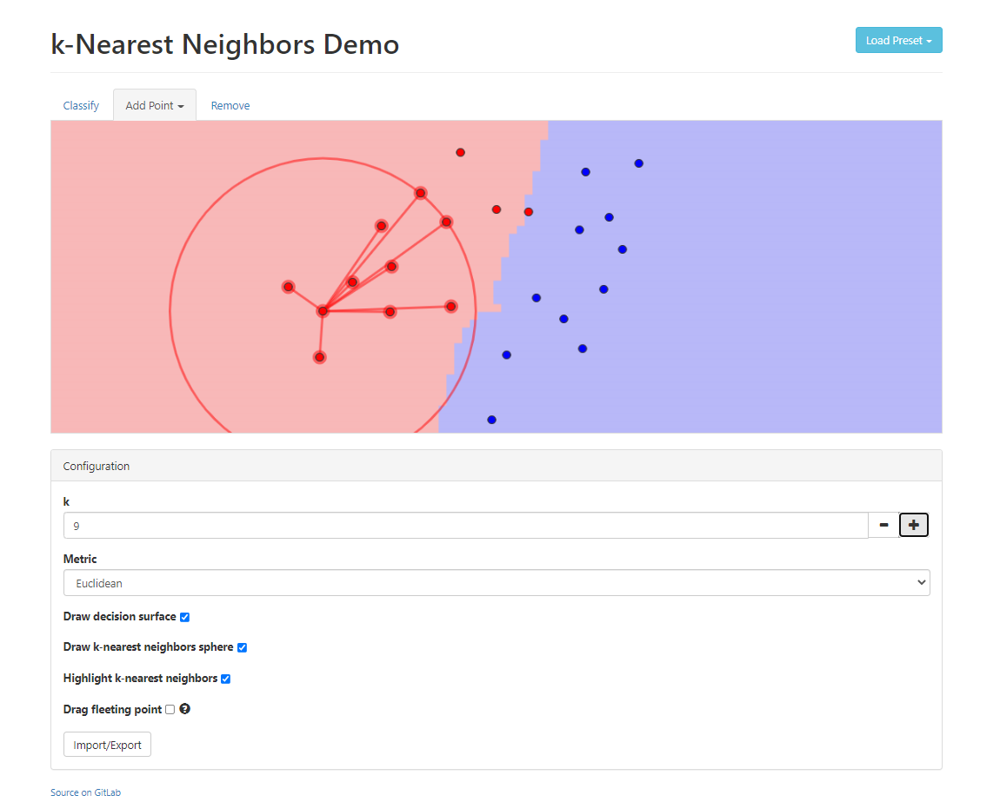 k-Nearest Neighbors Demo
Load Preset
Classify
Add Point
Remove
Configuration
k
9
Metric
Euclidean
Draw decision surface
Draw k-nearest neighbors sphere
Highlight k-nearest neighbors
Drag fleeting point
Import/Export
Source on GitLab